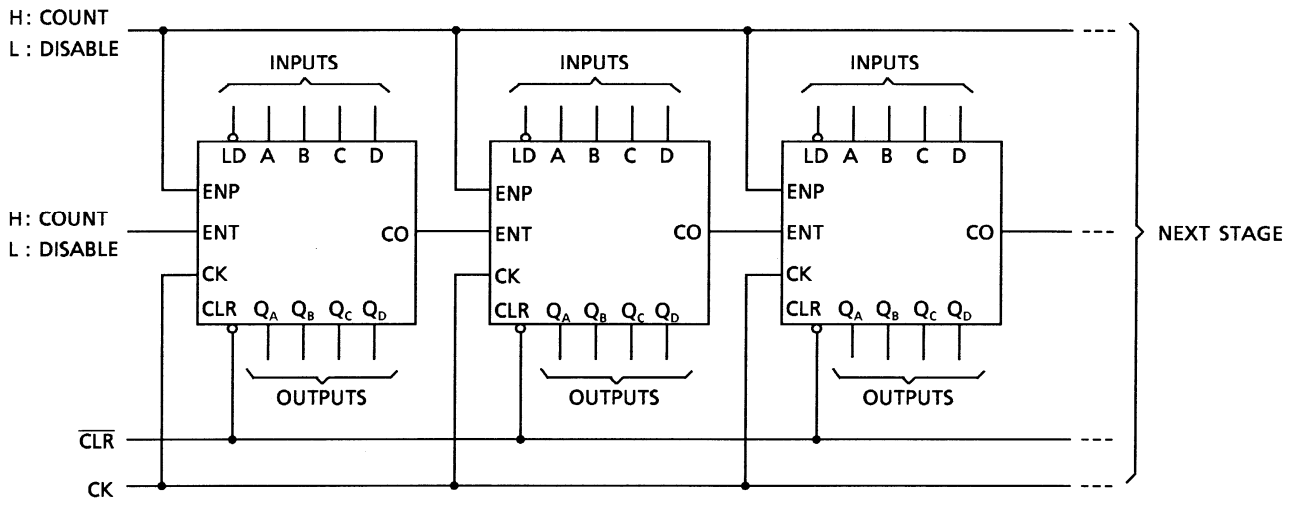 H: COUNT
L : DISABLE
INPUTS INPUTS INPUTS
LD A B C D LD A B C D LD A B C D
ENP ENP ENP
H: COUNT
L : DISABLE
ENT CO ENT CO ENT CO
NEXT STAGE
CK CK CK
CLR QA QB QC QD CLR QA QB QC QD CLR QA QB QC QD
OUTPUTS OUTPUTS OUTPUTS
CLR
CK